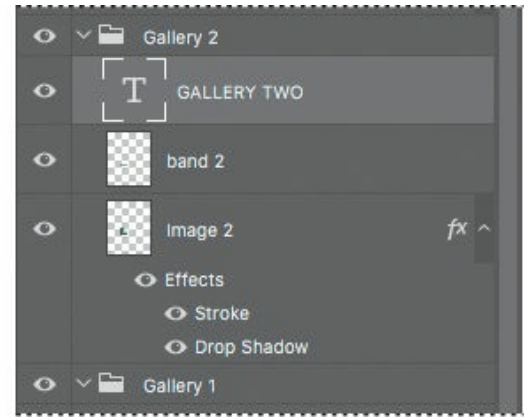 Gallery 2
T GALLERY TWO
band 2
Image 2 fx
Effects
Stroke
Drop Shadow
Gallery 1